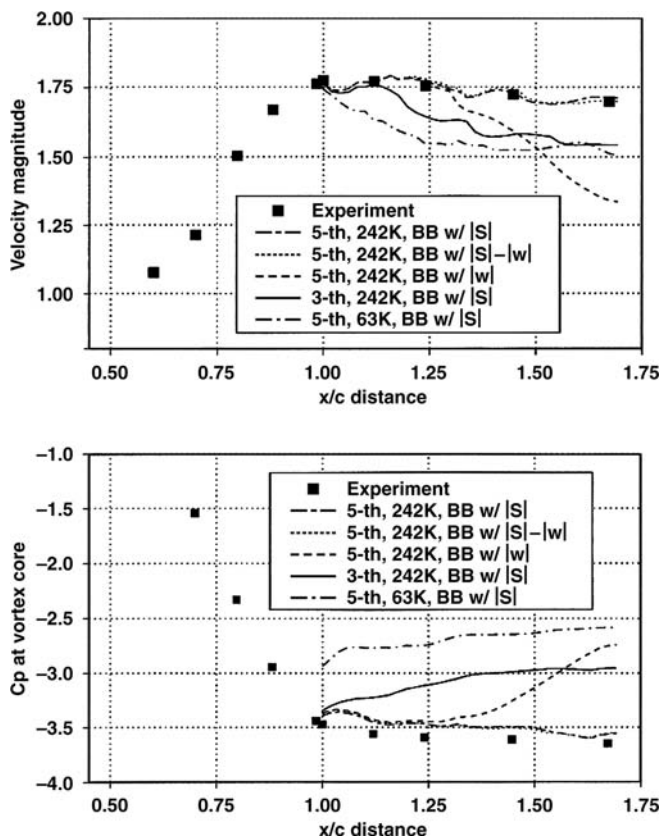 2.00
1.75
1.50
1.25
1.00
Velocity magnitude
Experiment
5-th, 242K, BB w/ |S|
5-th, 242K, BB w/ |S|–|w|
5-th, 242K, BB w/ |w|
3-th, 242K, BB w/ |S|
5-th, 63K, BB w/ |S|
0.50 0.75 1.00 1.25 1.50 1.75
x/c distance
–1.0
–1.5
–2.0
–2.5
–3.0
–3.5
–4.0
Cp at vortex core
Experiment
5-th, 242K, BB w/ |S|
5-th, 242K, BB w/ |S|–|w|
5-th, 242K, BB w/ |w|
3-th, 242K, BB w/ |S|
5-th, 63K, BB w/ |S|
0.50 0.75 1.00 1.25 1.50 1.75
x/c distance